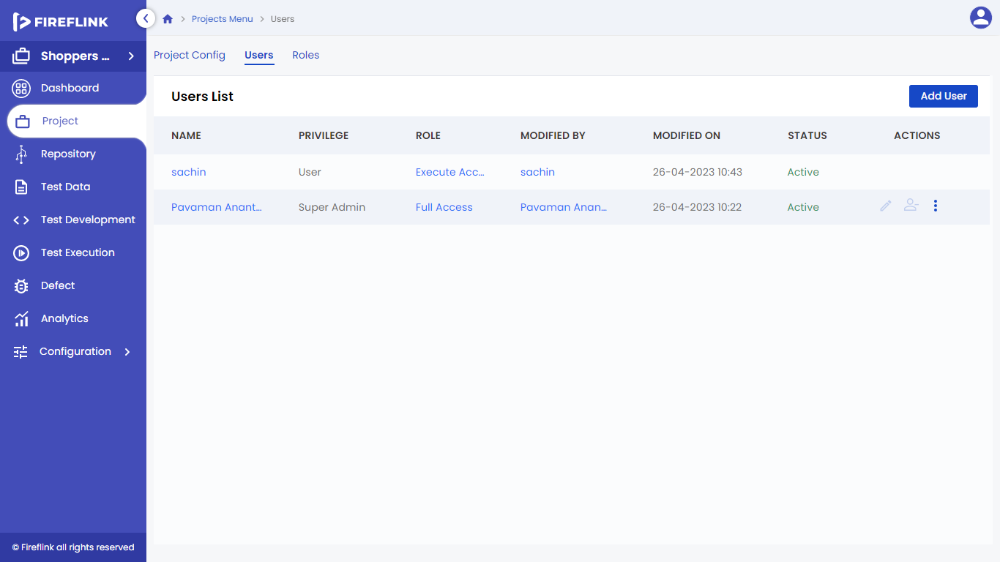 FIREFLINK
Projects Menu > Users
Shoppers ...
Dashboard
Project
Repository
Test Data
Test Development
Test Execution
Defect
Analytics
Configuration
© Fireflink all rights reserved
Project Config Users Roles
Users List Add User
NAME PRIVILEGE ROLE MODIFIED BY MODIFIED ON STATUS ACTIONS
sachin User Execute Acc... sachin 26-04-2023 10:43 Active
Pavaman Anant... Super Admin Full Access Pavaman Anan... 26-04-2023 10:22 Active